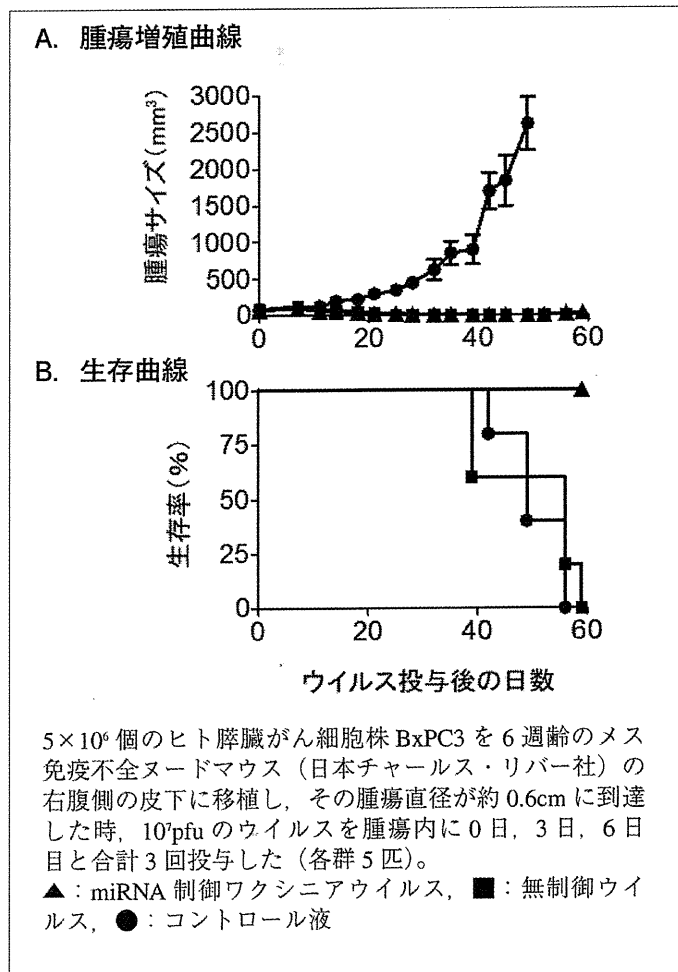 A. 腫瘍増殖曲線
腫瘍サイズ(mm³)
3000
2500
2000
1500
1000
500
0
0 20 40 60
B. 生存曲線
生存率(%)
100
75
50
25
0
0 20 40 60
ウイルス投与後の日数
5×10⁶ 個のヒト膵臓がん細胞株 BxPC3 を 6 週齢のメス
免疫不全ヌードマウス（日本チャールス・リバー社）の
右腹側の皮下に移植し，その腫瘍直径が約 0.6cm に到達
した時，10⁷pfu のウイルスを腫瘍内に 0 日，3 日，6 日
目と合計 3 回投与した（各群 5 匹）。
▲：miRNA 制御ワクシニアウイルス，■：無制御ウイ
ルス，●：コントロール液